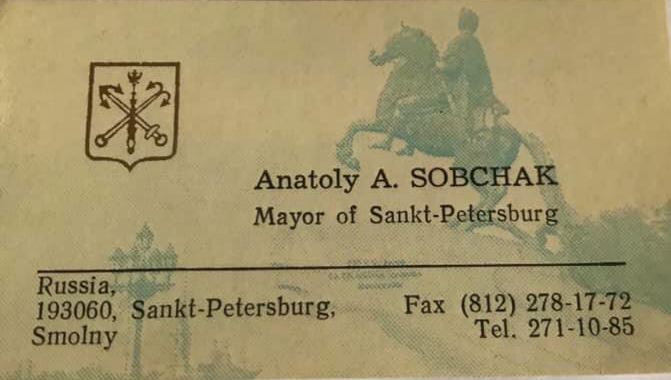 Anatoly A. SOBCHAK
Mayor of Sankt-Petersburg
Russia,
193060, Sankt-Petersburg,
Smolny
Fax (812) 278-17-72
Tel. 271-10-85